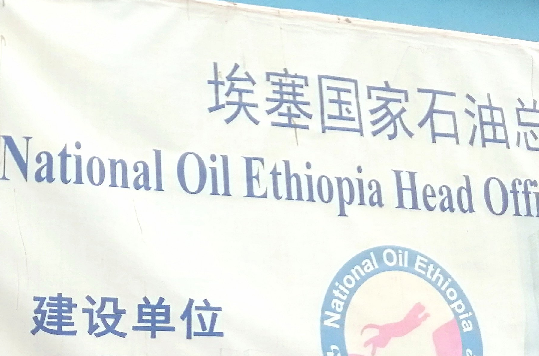 埃塞国家石油总
National Oil Ethiopia Head Offi
National Oil Ethiopia
建设单位